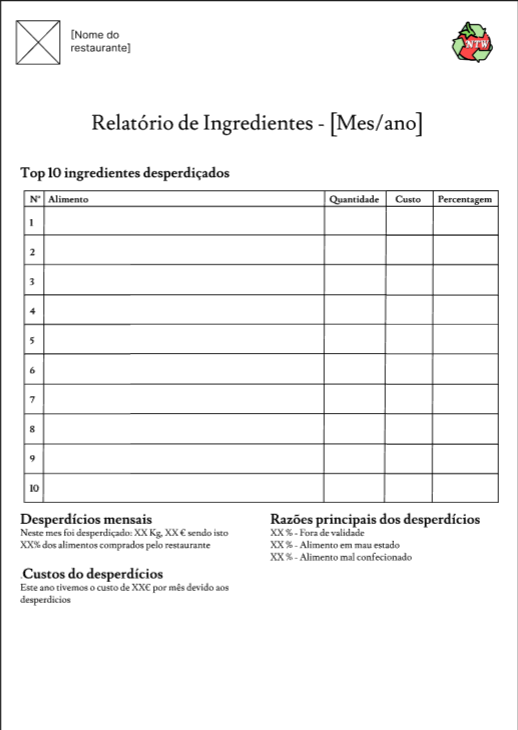 [Nome do
restaurante]
NTW
Relatório de Ingredientes - [Mes/ano]
Top 10 ingredientes desperdiçados
Nº Alimento Quantidade Custo Percentagem
1
2
3
4
5
6
7
8
9
10
Desperdícios mensais
Neste mes foi desperdiçado: XX Kg, XX € sendo isto
XX% dos alimentos comprados pelo restaurante
.Custos do desperdícios
Este ano tivemos o custo de XX€ por mês devido aos
desperdicios
Razões principais dos desperdícios
XX % - Fora de validade
XX % - Alimento em mau estado
XX % - Alimento mal confecionado